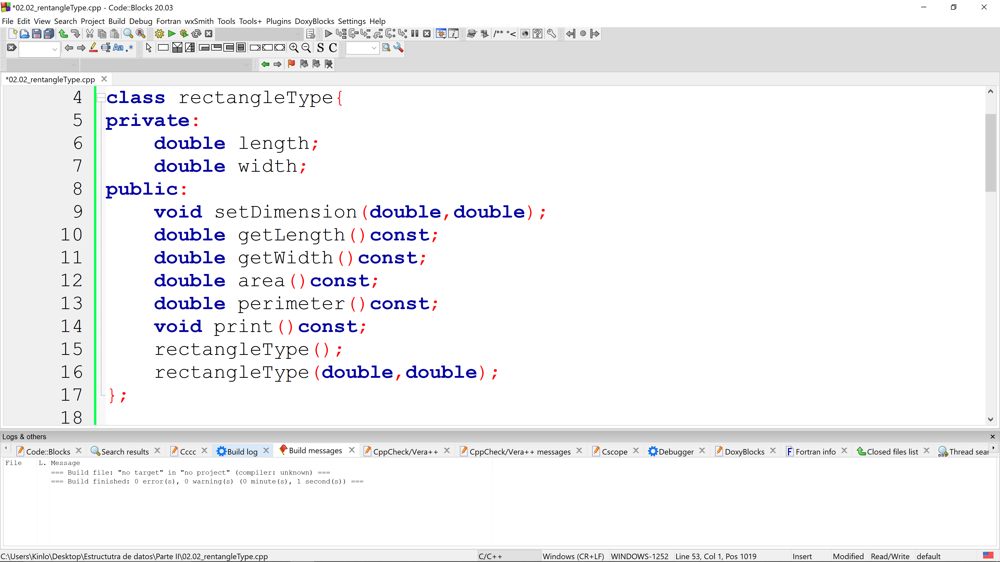 *02.02_rentangleType.cpp - Code::Blocks 20.03
File Edit View Search Project Build Debug Fortran wxSmith Tools Tools+ Plugins DoxyBlocks Settings Help
/** *<
Aa .* S C
*02.02_rentangleType.cpp
4 class rectangleType{
5 private:
6 double length;
7 double width;
8 public:
9 void setDimension(double,double);
10 double getLength()const;
11 double getWidth()const;
12 double area()const;
13 double perimeter()const;
14 void print()const;
15 rectangleType();
16 rectangleType(double,double);
17 };
18
Logs & others
Code::Blocks Search results Cccc Build log Build messages CppCheck/Vera++ CppCheck/Vera++ messages Cscope Debugger DoxyBlocks Fortran info Closed files list Thread sear
File L. Message
=== Build file: "no target" in "no project" (compiler: unknown) ===
=== Build finished: 0 error(s), 0 warning(s) (0 minute(s), 1 second(s)) ===
C:\Users\Kinlo\Desktop\Estructutra de datos\Parte II\02.02_rentangleType.cpp C/C++ Windows (CR+LF) WINDOWS-1252 Line 53, Col 1, Pos 1019 Insert Modified Read/Write default